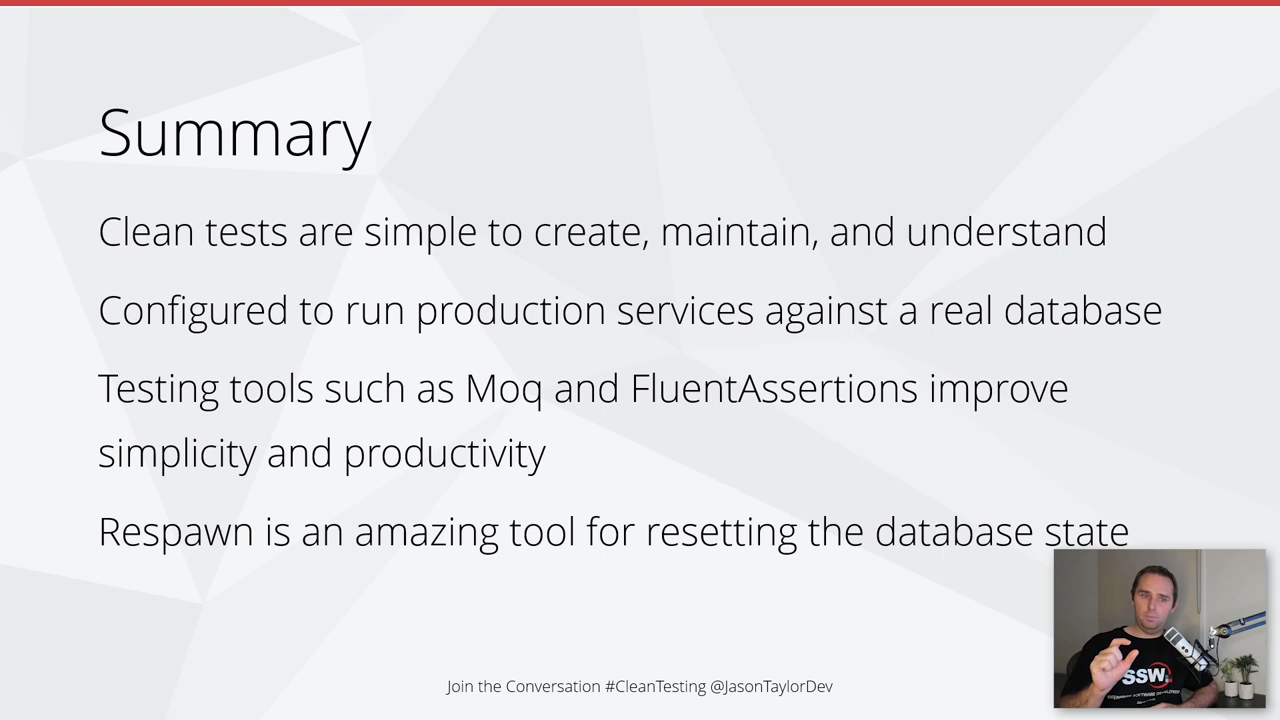 Summary
Clean tests are simple to create, maintain, and understand
Configured to run production services against a real database
Testing tools such as Moq and FluentAssertions improve
simplicity and productivity
Respawn is an amazing tool for resetting the database state
Join the Conversation #CleanTesting @JasonTaylorDev
SSW